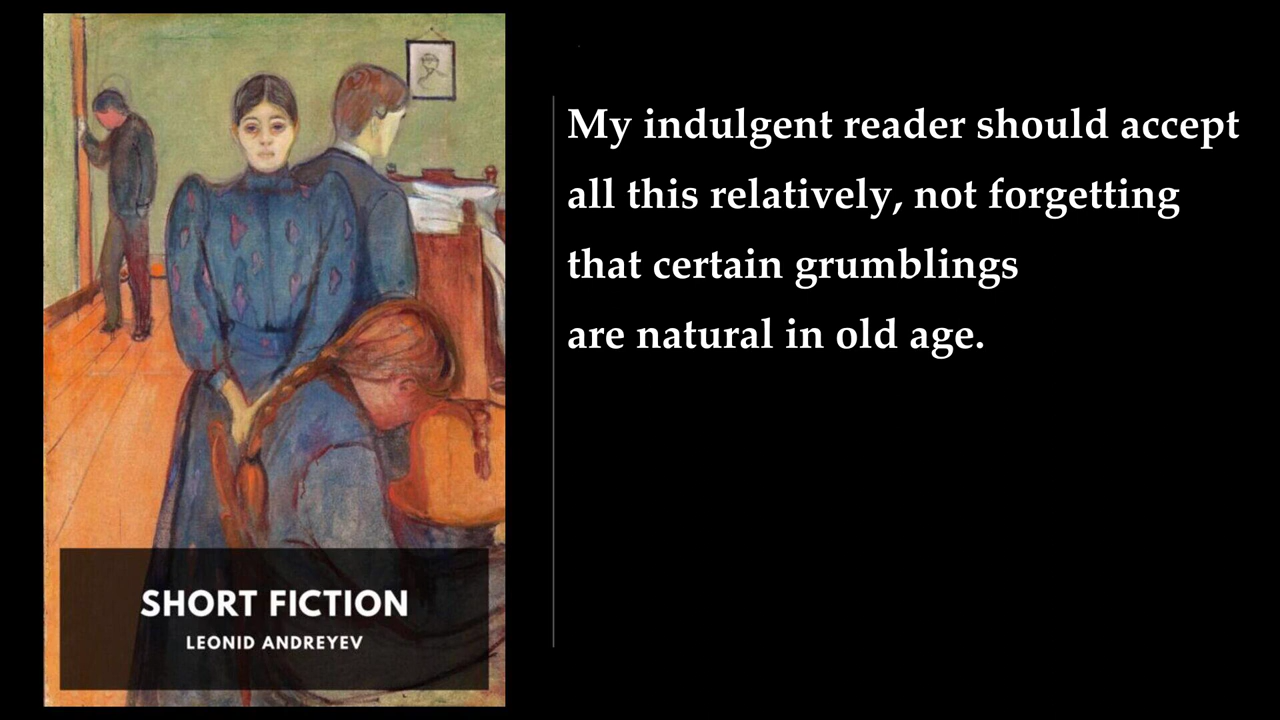 My indulgent reader should accept
all this relatively, not forgetting
that certain grumblings
are natural in old age.
SHORT FICTION
LEONID ANDREYEV